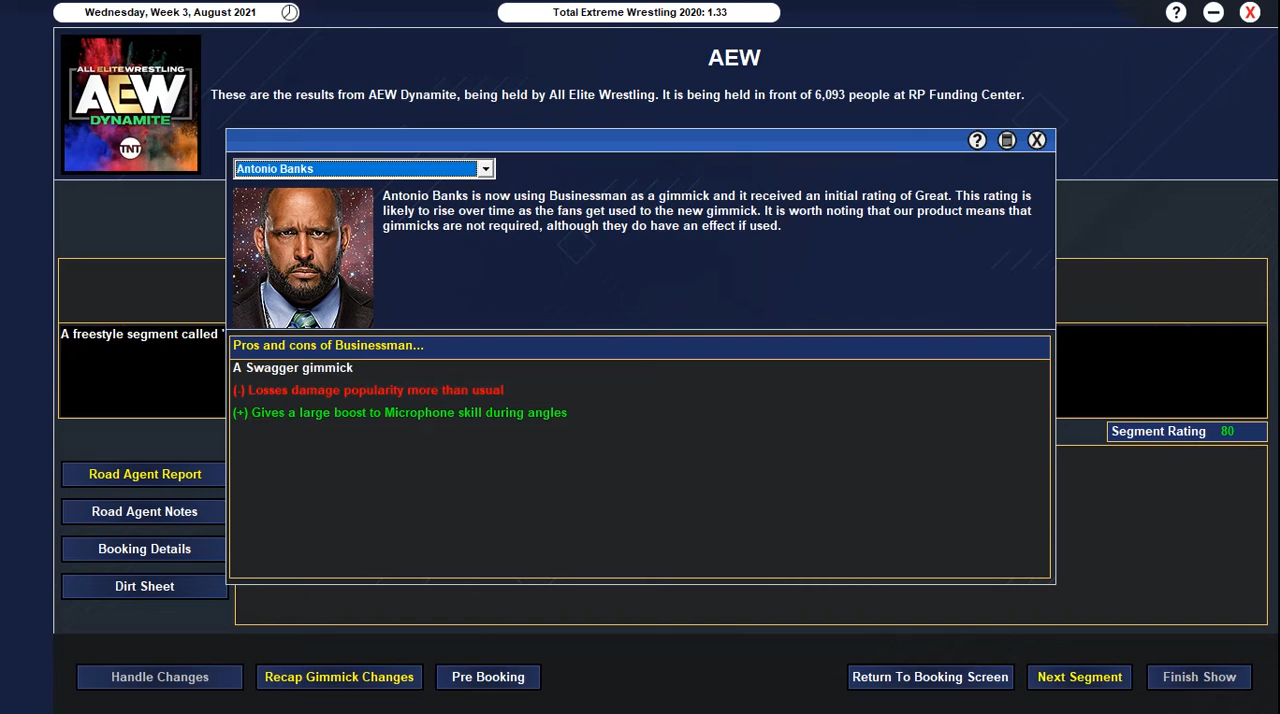 Wednesday, Week 3, August 2021
Total Extreme Wrestling 2020: 1.33
?
X
ALL ELITE WRESTLING
AEW
DYNAMITE
TNT
AEW
These are the results from AEW Dynamite, being held by All Elite Wrestling. It is being held in front of 6,093 people at RP Funding Center.
?
X
Antonio Banks
Antonio Banks is now using Businessman as a gimmick and it received an initial rating of Great. This rating is
likely to rise over time as the fans get used to the new gimmick. It is worth noting that our product means that
gimmicks are not required, although they do have an effect if used.
A freestyle segment called '
Pros and cons of Businessman...
A Swagger gimmick
(-) Losses damage popularity more than usual
(+) Gives a large boost to Microphone skill during angles
Segment Rating 80
Road Agent Report
Road Agent Notes
Booking Details
Dirt Sheet
Handle Changes
Recap Gimmick Changes
Pre Booking
Return To Booking Screen
Next Segment
Finish Show